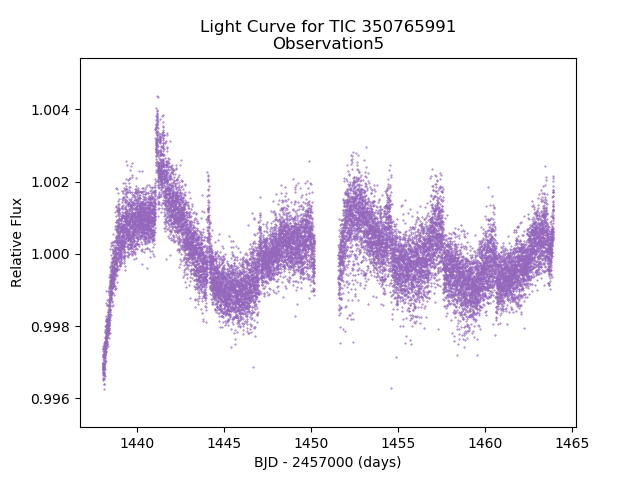 Light Curve for TIC 350765991
Observation5
1.004
1.002
1.000
0.998
0.996
Relative Flux
1440 1445 1450 1455 1460 1465
BJD - 2457000 (days)